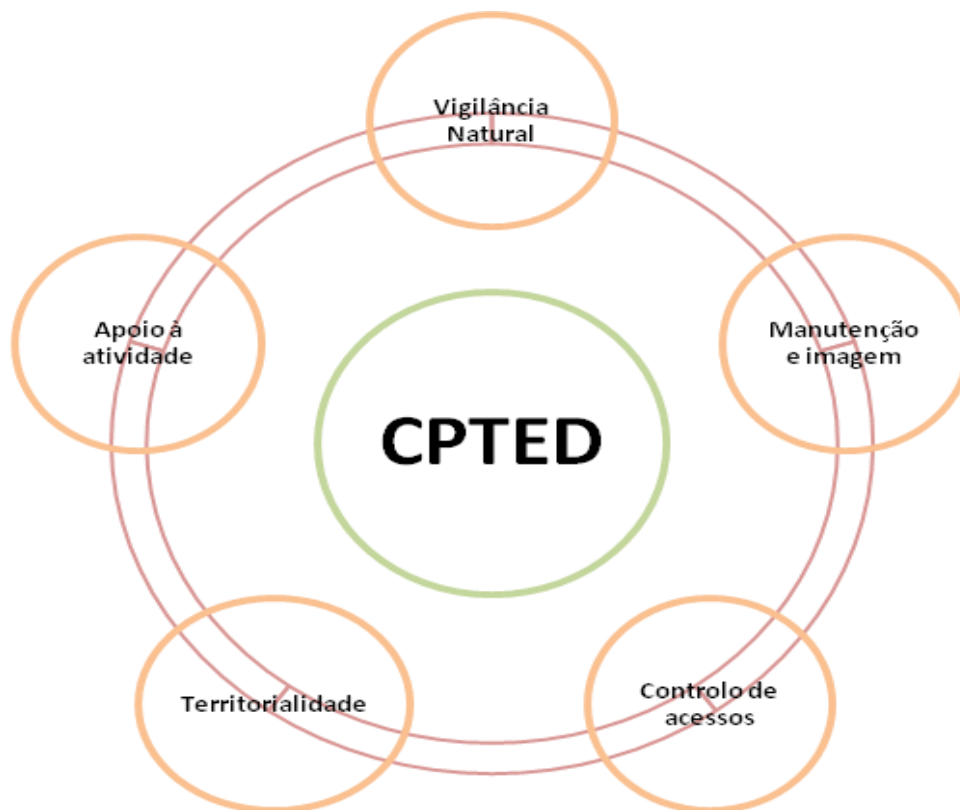 Vigilância
Natural
Apoio à
atividade
Manutenção
e imagem
CPTED
Territorialidade
Controlo de
acessos